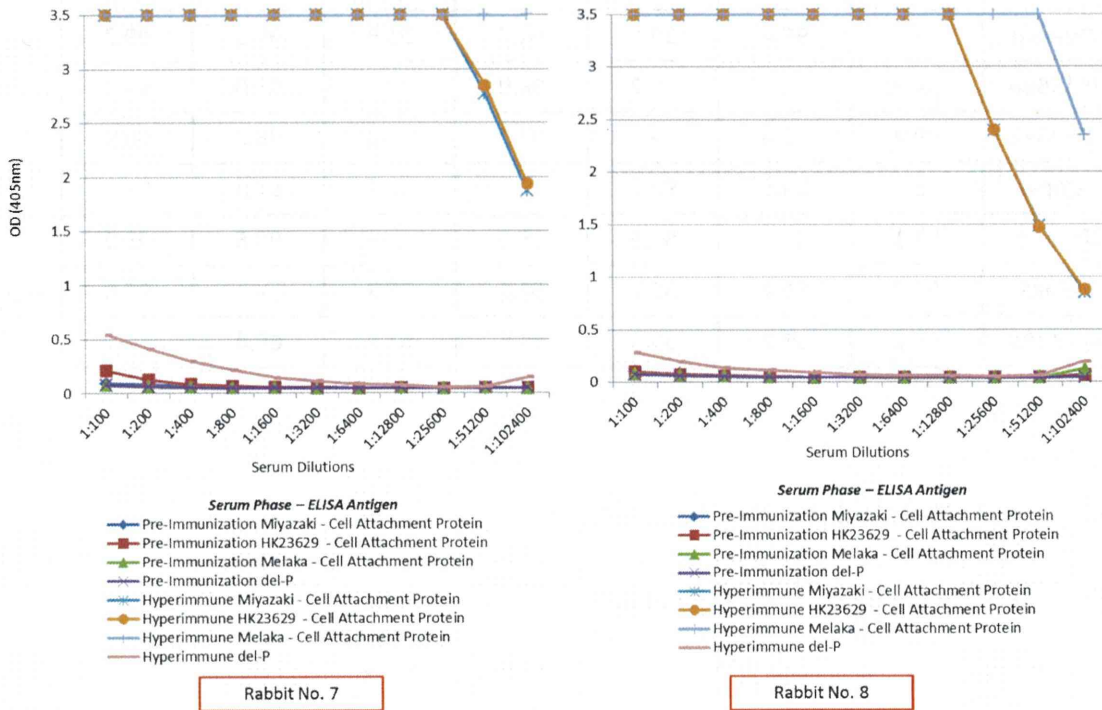 OD (405nm)
3.5
3
2.5
2
1.5
1
0.5
0
1:100
1:200
1:400
1:800
1:1600
1:3200
1:6400
1:12800
1:25600
1:51200
1:102400
Serum Dilutions
Serum Phase – ELISA Antigen
Pre-Immunization Miyazaki - Cell Attachment Protein
Pre-Immunization HK23629 - Cell Attachment Protein
Pre-Immunization Melaka - Cell Attachment Protein
Pre-Immunization del-P
Hyperimmune Miyazaki - Cell Attachment Protein
Hyperimmune HK23629 - Cell Attachment Protein
Hyperimmune Melaka - Cell Attachment Protein
Hyperimmune del-P
Rabbit No. 7
3.5
3
2.5
2
1.5
1
0.5
0
1:100
1:200
1:400
1:800
1:1600
1:3200
1:6400
1:12800
1:25600
1:51200
1:102400
Serum Dilutions
Serum Phase – ELISA Antigen
Pre-Immunization Miyazaki - Cell Attachment Protein
Pre-Immunization HK23629 - Cell Attachment Protein
Pre-Immunization Melaka - Cell Attachment Protein
Pre-Immunization del-P
Hyperimmune Miyazaki - Cell Attachment Protein
Hyperimmune HK23629 - Cell Attachment Protein
Hyperimmune Melaka - Cell Attachment Protein
Hyperimmune del-P
Rabbit No. 8